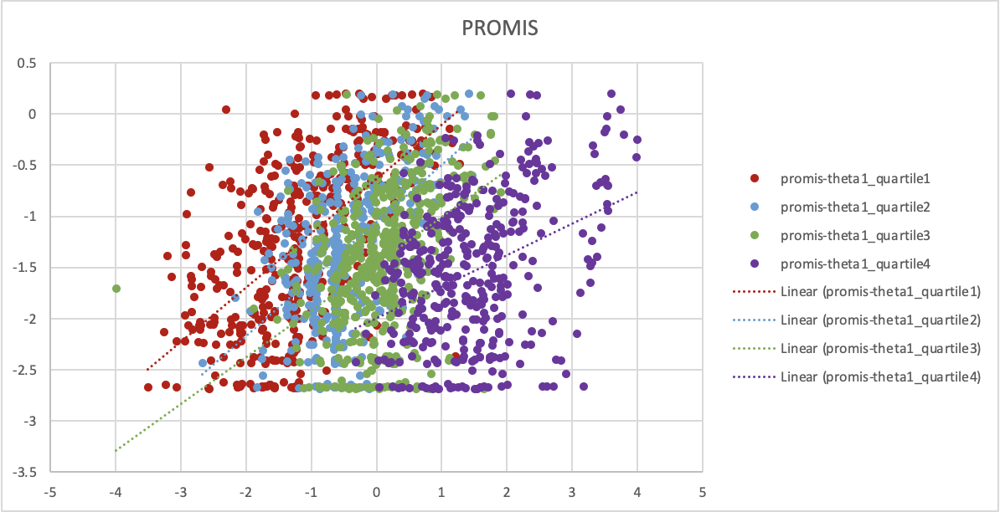 PROMIS
0.5
0
-0.5
-1
-1.5
-2
-2.5
-3
-3.5
-5 -4 -3 -2 -1 0 1 2 3 4 5
promis-theta1_quartile1
promis-theta1_quartile2
promis-theta1_quartile3
promis-theta1_quartile4
Linear (promis-theta1_quartile1)
Linear (promis-theta1_quartile2)
Linear (promis-theta1_quartile3)
Linear (promis-theta1_quartile4)